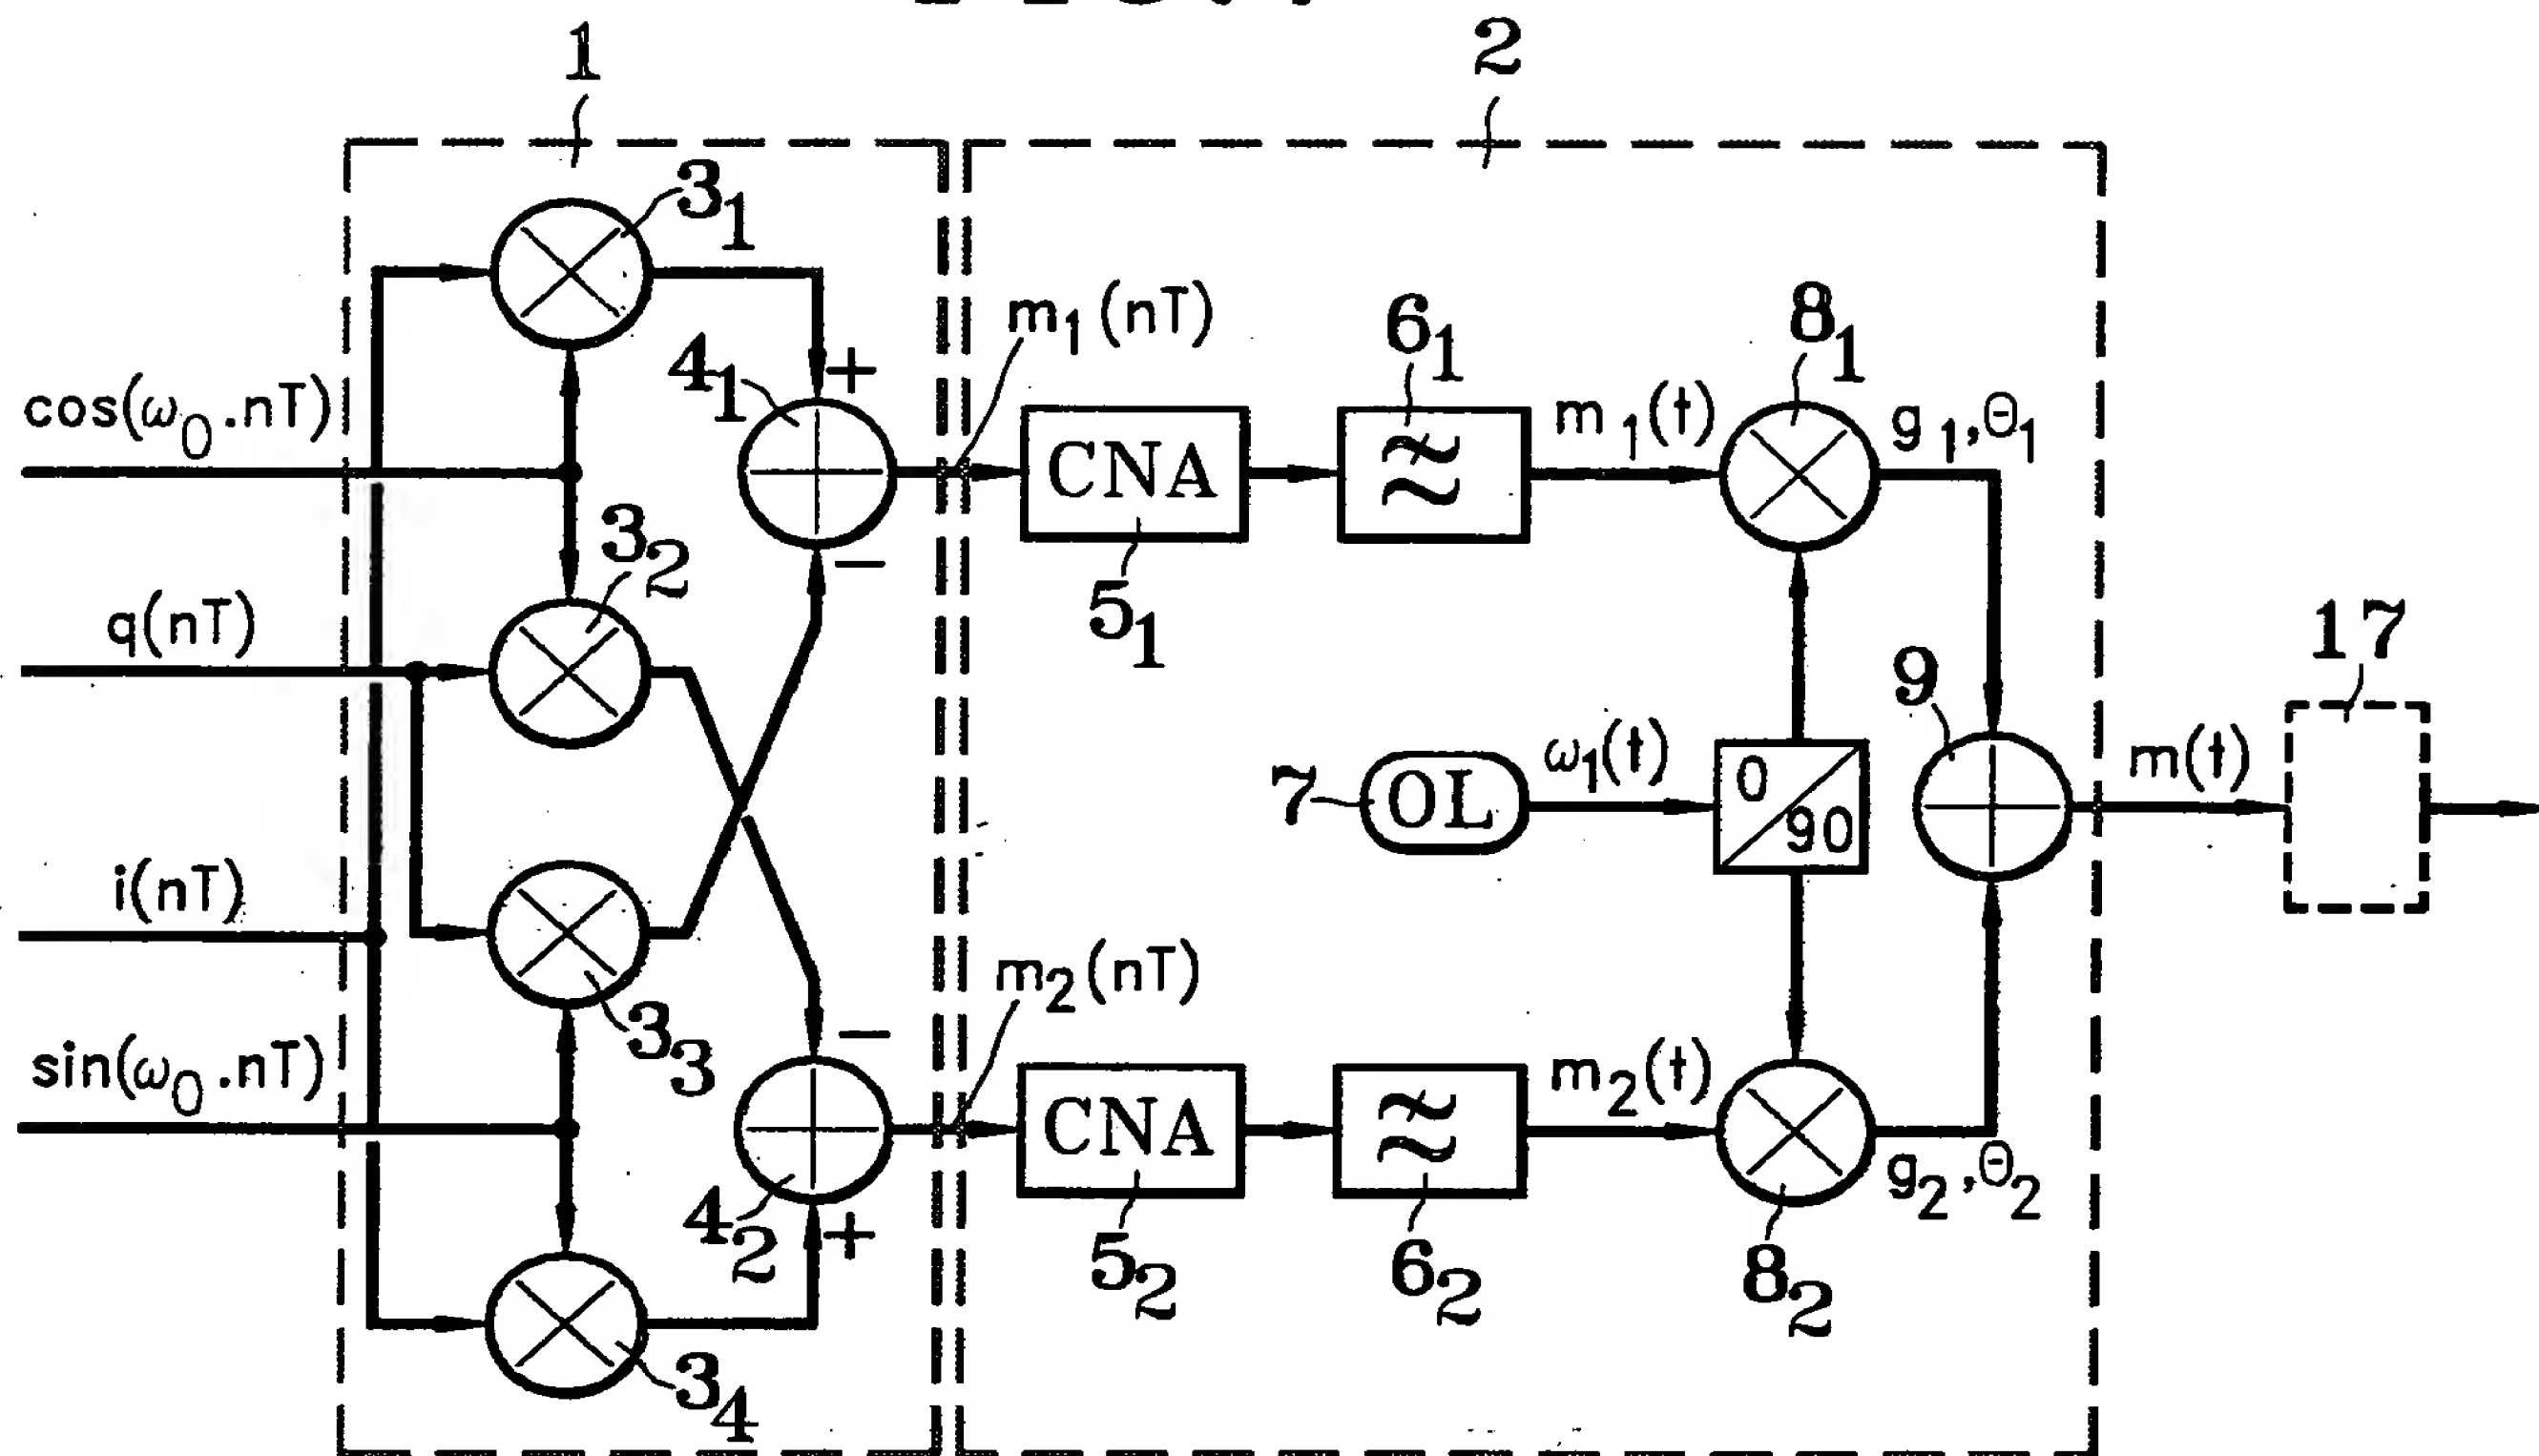 1
2
3₁
m₁(nT)
6₁
8₁
cos(ω₀.nT)
4₁
+
CNA
m₁(t)
g₁,Θ₁
3₂
−
5₁
q(nT)
17
9
7
OL
ω₁(t)
0
90
m(t)
i(nT)
m₂(nT)
3₃
−
sin(ω₀.nT)
CNA
m₂(t)
g₂,Θ₂
4₂
+
5₂
6₂
8₂
3₄